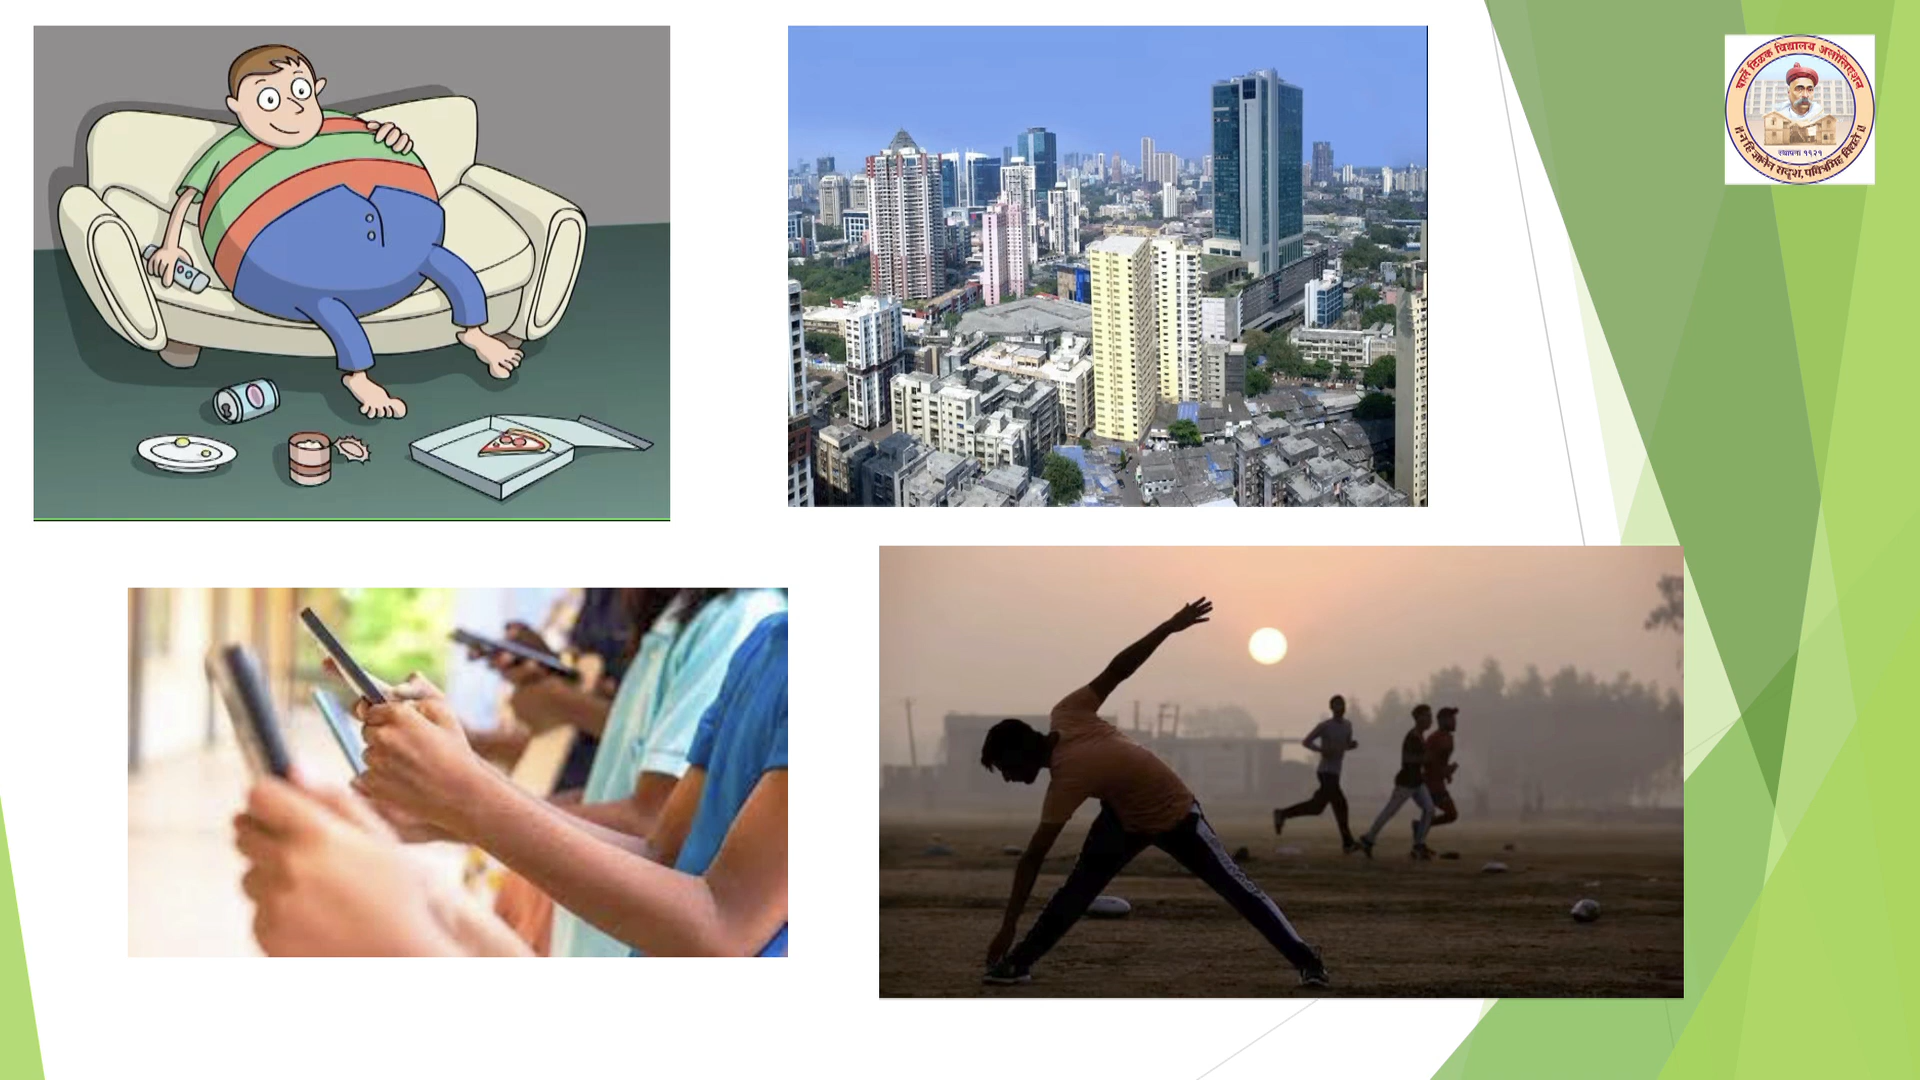 पार्ले टिळक विद्यालय असोसिएशन
स्थापना १९२१
॥ न हि ज्ञानेन सदृशं पवित्रमिह विद्यते ॥